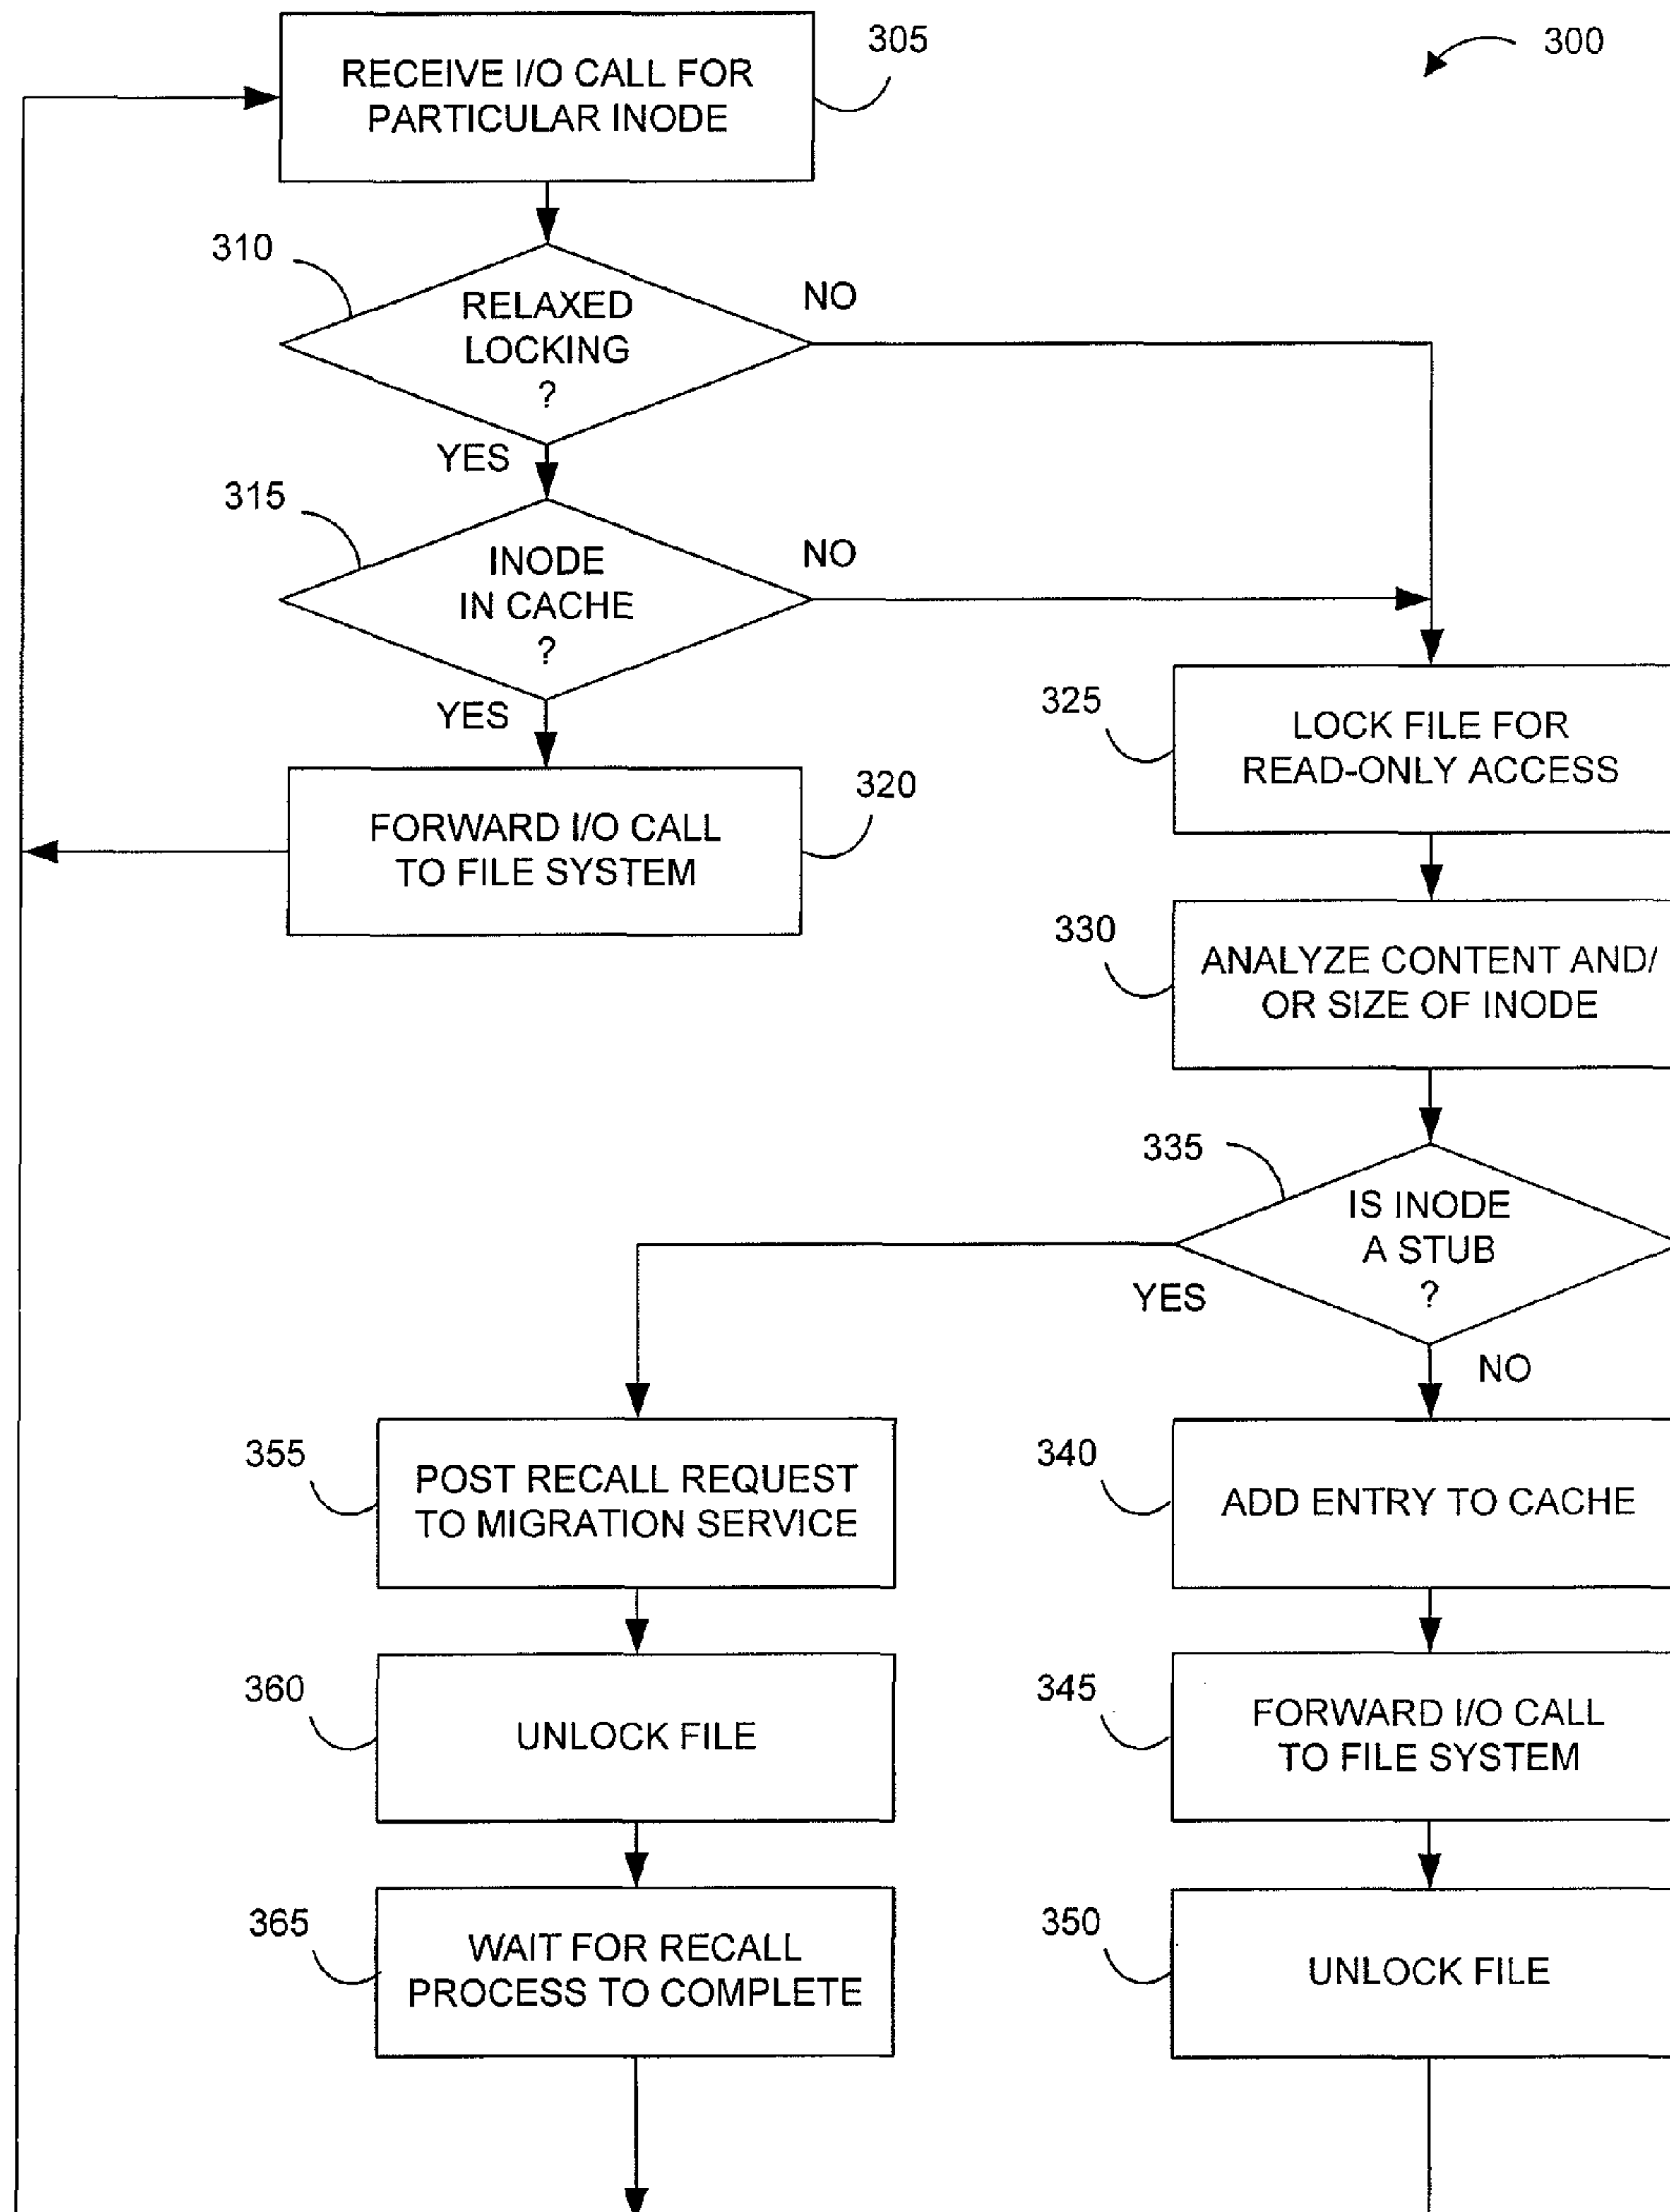 305
300
RECEIVE I/O CALL FOR
PARTICULAR INODE
310
RELAXED
LOCKING
?
NO
YES
315
INODE
IN CACHE
?
NO
YES
320
FORWARD I/O CALL
TO FILE SYSTEM
325
LOCK FILE FOR
READ-ONLY ACCESS
330
ANALYZE CONTENT AND/
OR SIZE OF INODE
335
IS INODE
A STUB
?
YES
NO
355
POST RECALL REQUEST
TO MIGRATION SERVICE
340
ADD ENTRY TO CACHE
360
UNLOCK FILE
345
FORWARD I/O CALL
TO FILE SYSTEM
365
WAIT FOR RECALL
PROCESS TO COMPLETE
350
UNLOCK FILE